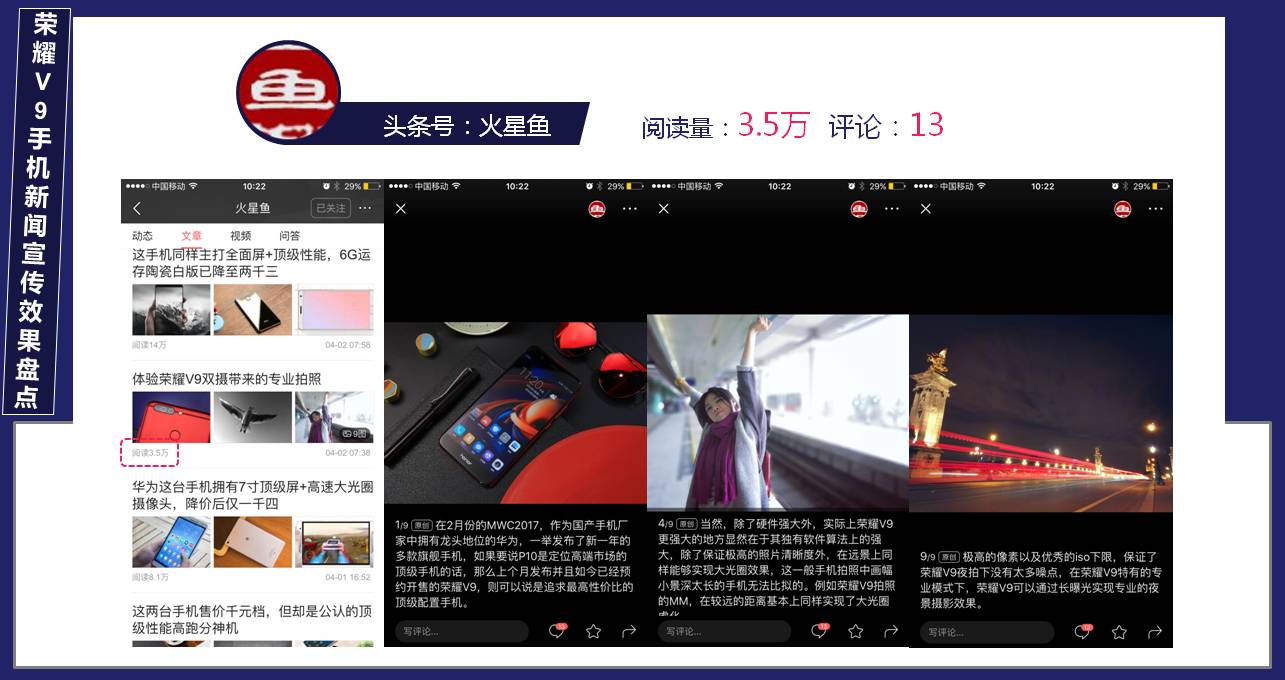 荣耀V9手机新闻宣传效果盘点
鱼
头条号：火星鱼
阅读量：3.5万 评论：13
中国移动 10:22 29%
火星鱼 已关注
动态 文章 视频 问答
这手机同样主打全面屏+顶级性能，6G运
存陶瓷白版已降至两千三
阅读14万 04-02 07:58
体验荣耀V9双摄带来的专业拍照
9图
阅读3.5万 04-02 07:38
华为这台手机拥有7寸顶级屏+高速大光圈
摄像头，降价后仅一千四
阅读8.1万 04-01 16:52
这两台手机售价千元档，但却是公认的顶
级性能高跑分神机
中国移动 10:22 29%
11:20
honor
1/9 原创 在2月份的MWC2017，作为国产手机厂
家中拥有龙头地位的华为，一举发布了新一年的
多款旗舰手机，如果要说P10是定位高端市场的
顶级手机的话，那么上个月发布并且如今已经预
约开售的荣耀V9，则可以说是追求最高性价比的
顶级配置手机。
写评论... 13
中国移动 10:22 29%
4/9 原创 当然，除了硬件强大外，实际上荣耀V9
更强大的地方显然在于其独有软件算法上的强
大，除了保证极高的照片清晰度外，在远景上同
样能够实现大光圈效果，这一般手机拍照中画幅
小景深太长的手机无法比拟的。例如荣耀V9拍照
的MM，在较远的距离基本上同样实现了大光圈
虚化
写评论... 13
中国移动 10:22 29%
9/9 原创 极高的像素以及优秀的iso下限，保证了
荣耀V9夜拍下没有太多噪点，在荣耀V9特有的专
业模式下，荣耀V9可以通过长曝光实现专业的夜
景摄影效果。
写评论... 13